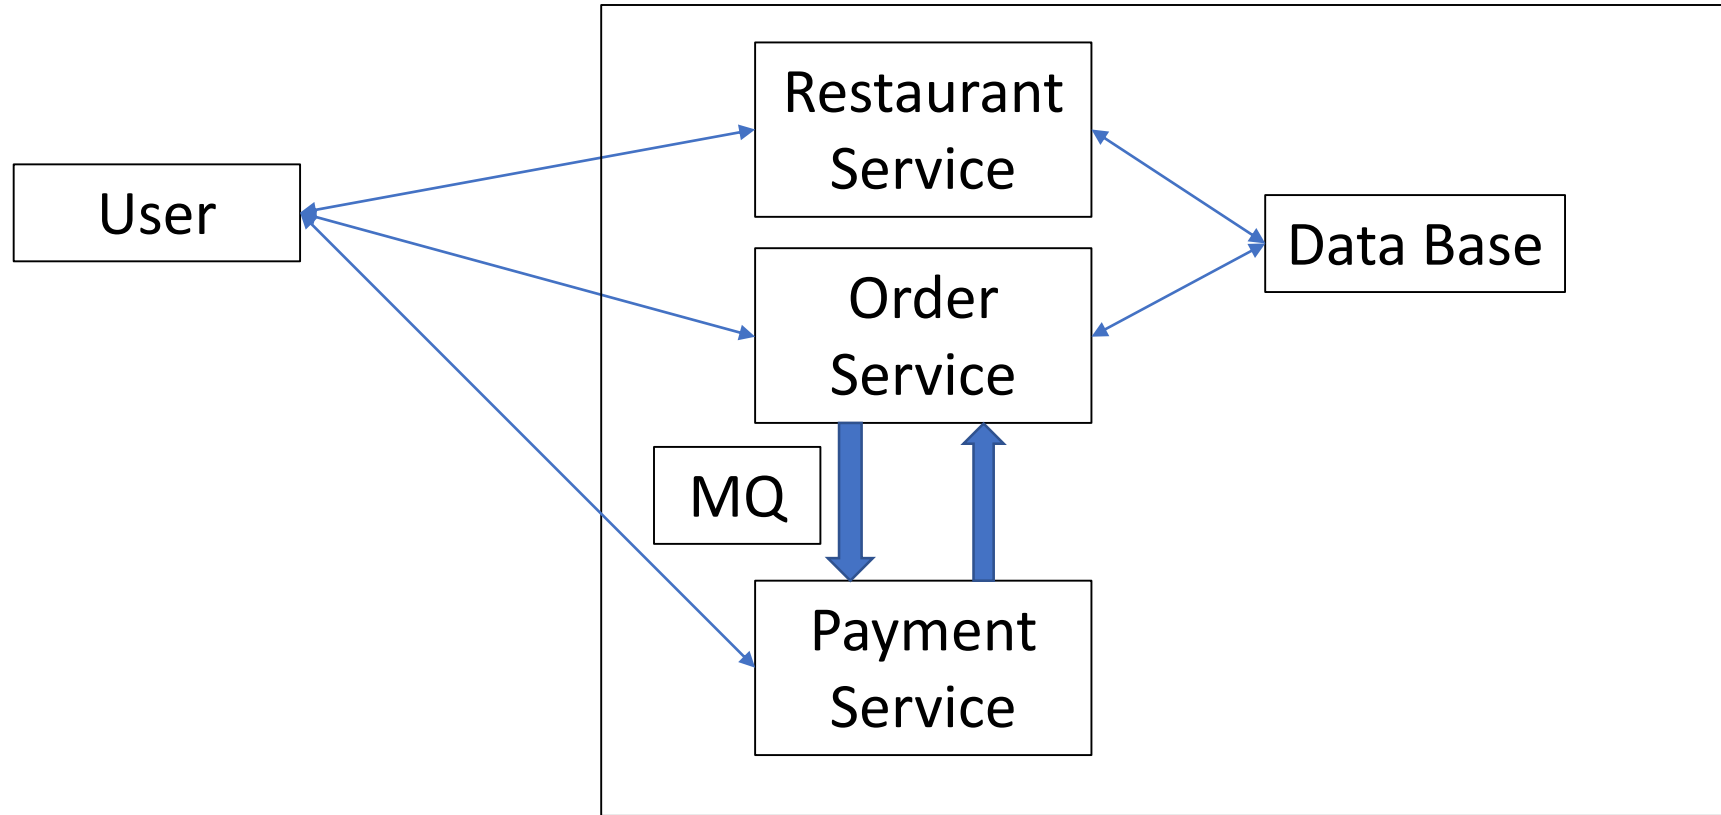 Restaurant
Service
User
Data Base
Order
Service
MQ
Payment
Service